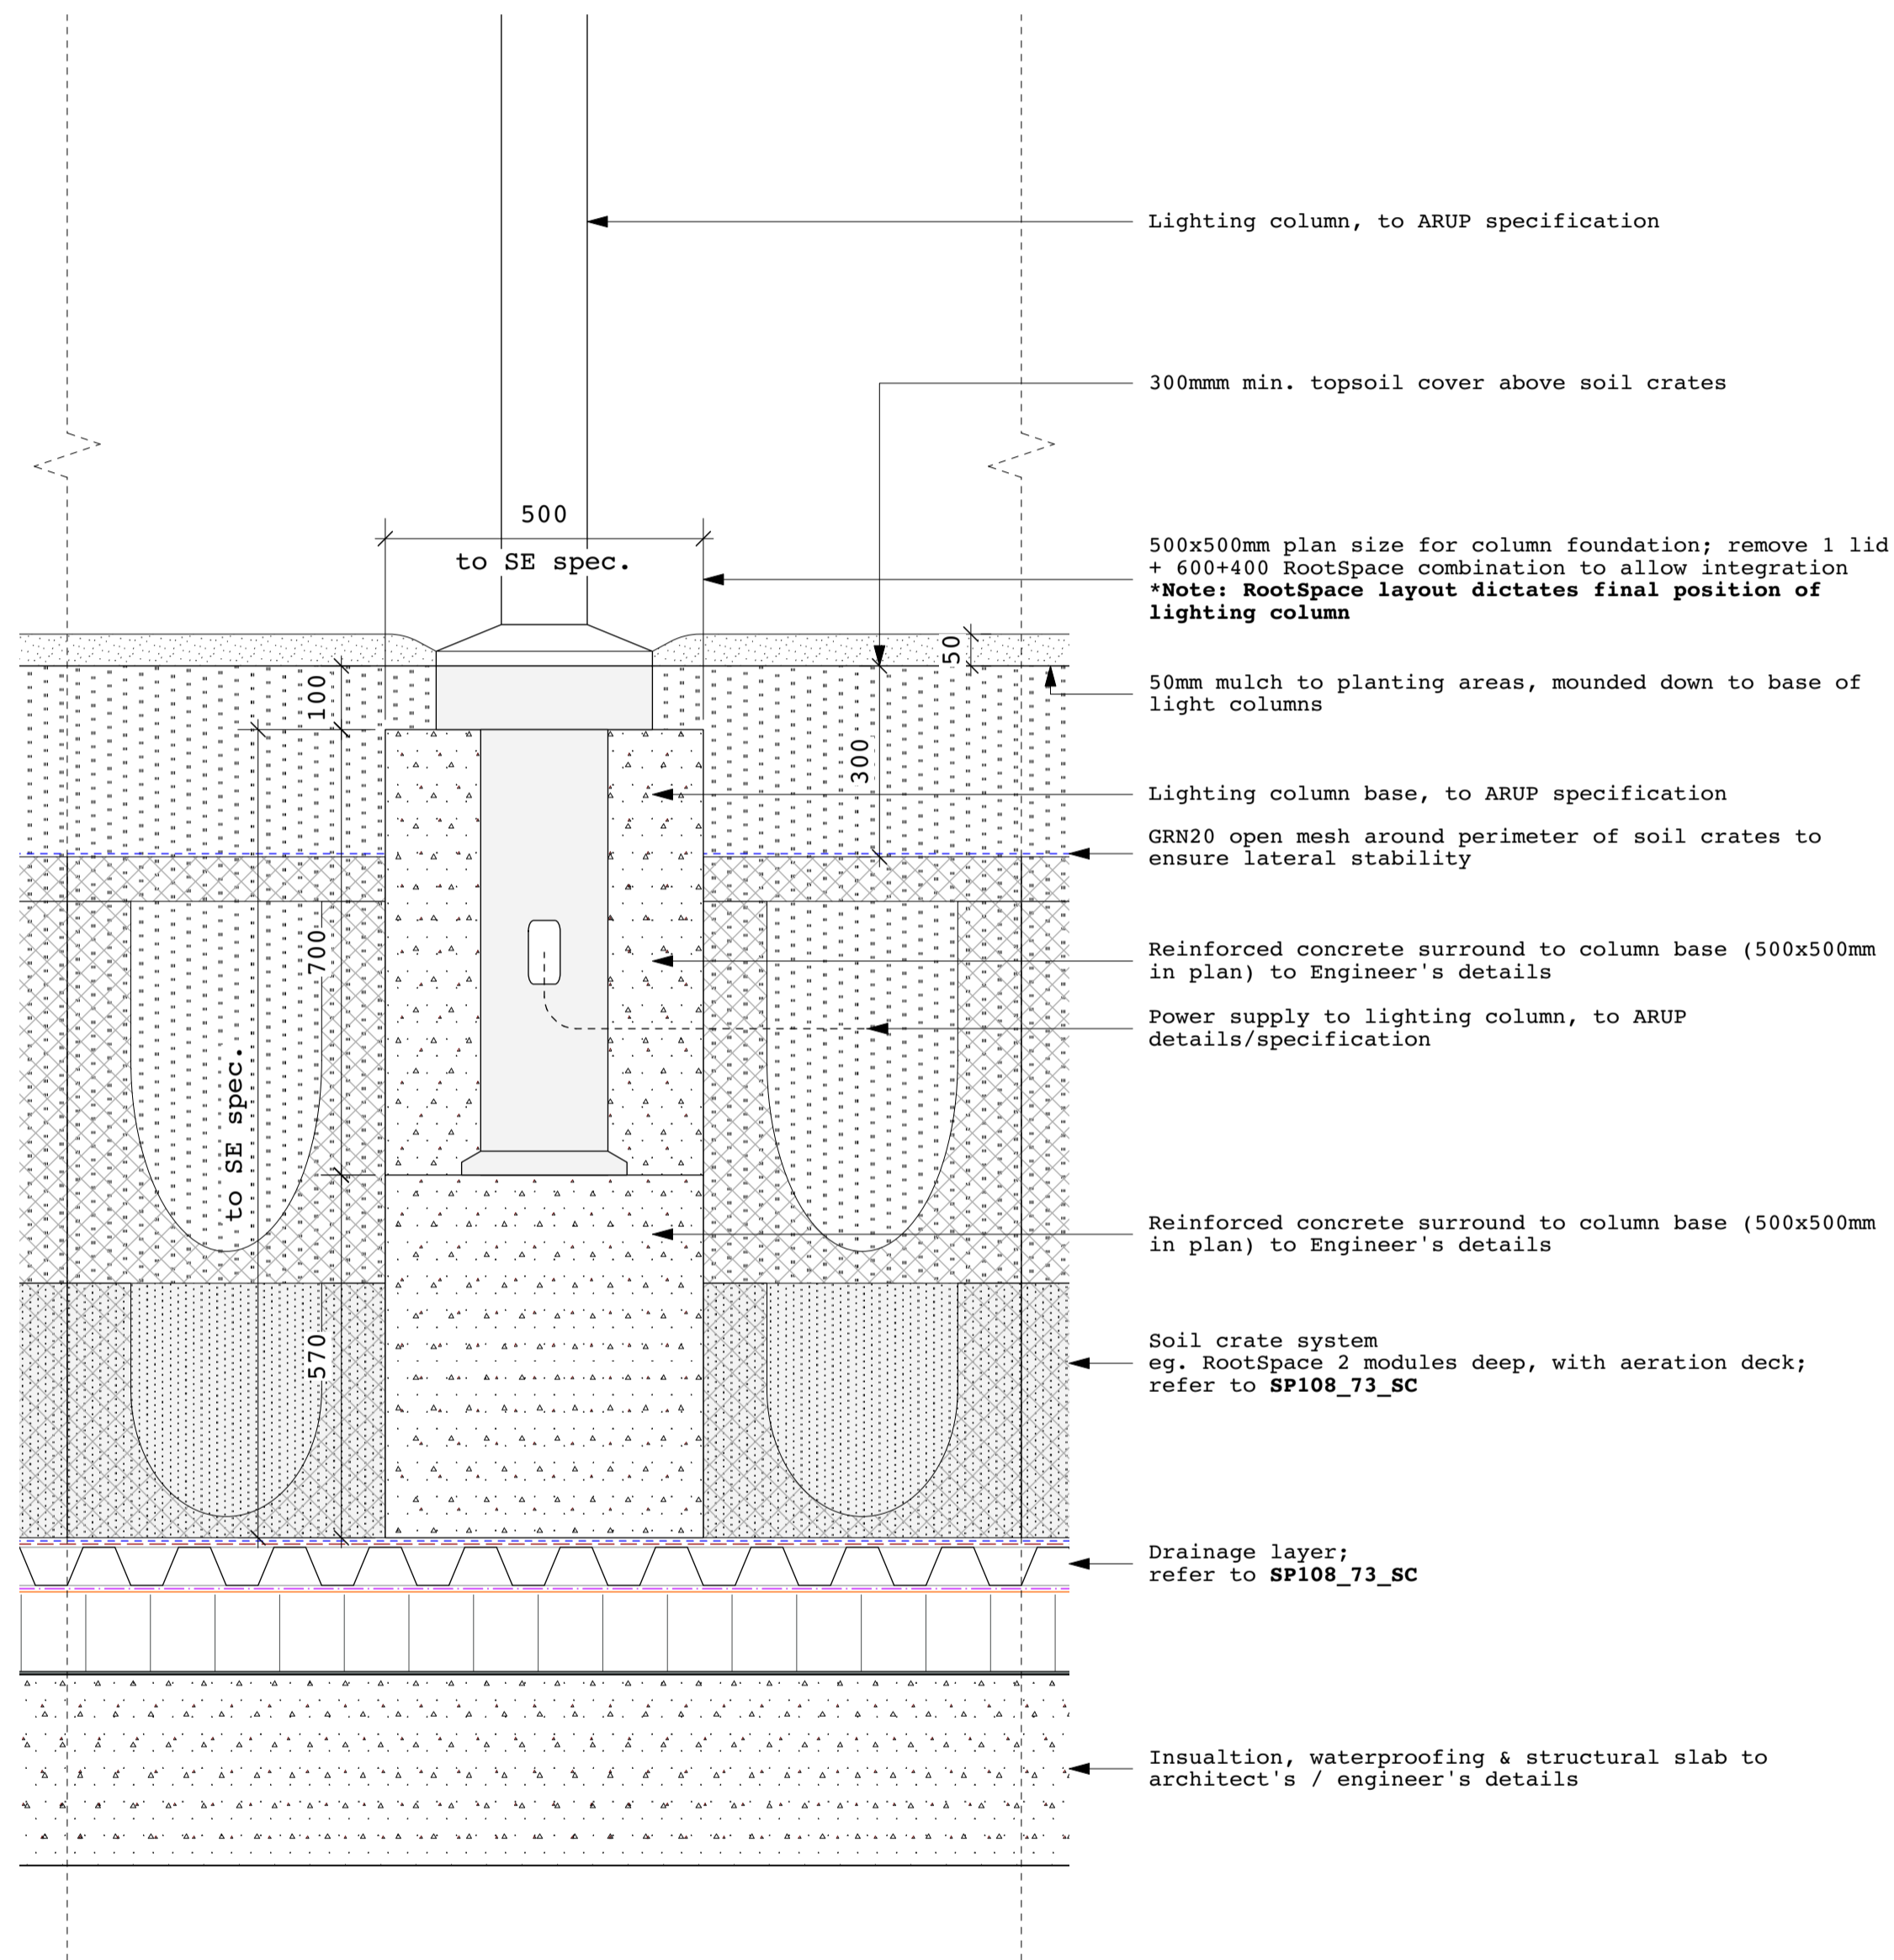 Lighting column, to ARUP specification
300mmm min. topsoil cover above soil crates
500
to SE spec.
500x500mm plan size for column foundation; remove 1 lid
+ 600+400 RootSpace combination to allow integration
*Note: RootSpace layout dictates final position of
lighting column
50
100
50mm mulch to planting areas, mounded down to base of
light columns
300
Lighting column base, to ARUP specification
GRN20 open mesh around perimeter of soil crates to
ensure lateral stability
700
Reinforced concrete surround to column base (500x500mm
in plan) to Engineer's details
Power supply to lighting column, to ARUP
details/specification
to SE spec.
Reinforced concrete surround to column base (500x500mm
in plan) to Engineer's details
570
Soil crate system
eg. RootSpace 2 modules deep, with aeration deck;
refer to SP108_73_SC
Drainage layer;
refer to SP108_73_SC
Insualtion, waterproofing & structural slab to
architect's / engineer's details